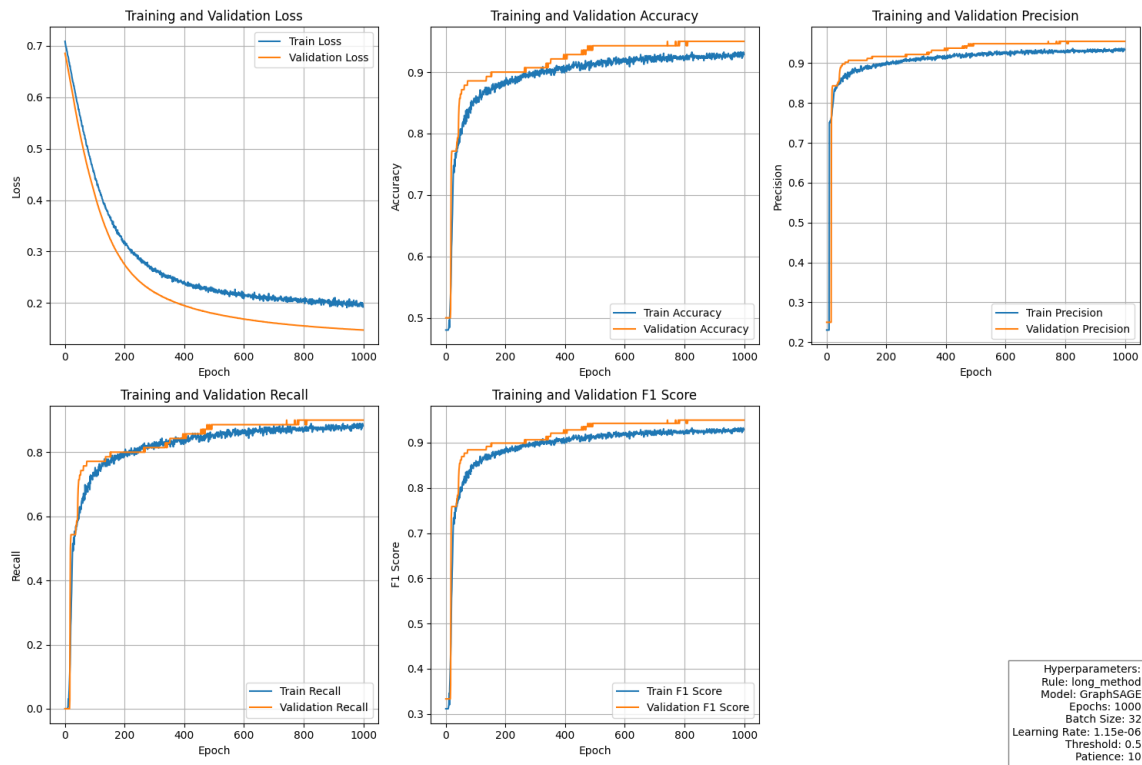 Training and Validation Loss
0.7
0.6
0.5
0.4
0.3
0.2
Loss
0
200
400
600
800
1000
Epoch
Train Loss
Validation Loss
Training and Validation Accuracy
0.9
0.8
0.7
0.6
0.5
Accuracy
0
200
400
600
800
1000
Epoch
Train Accuracy
Validation Accuracy
Training and Validation Precision
0.9
0.8
0.7
0.6
0.5
0.4
0.3
0.2
Precision
0
200
400
600
800
1000
Epoch
Train Precision
Validation Precision
Training and Validation Recall
0.8
0.6
0.4
0.2
0.0
Recall
0
200
400
600
800
1000
Epoch
Train Recall
Validation Recall
Training and Validation F1 Score
0.9
0.8
0.7
0.6
0.5
0.4
0.3
F1 Score
0
200
400
600
800
1000
Epoch
Train F1 Score
Validation F1 Score
Hyperparameters:
Rule: long_method
Model: GraphSAGE
Epochs: 1000
Batch Size: 32
Learning Rate: 1.15e-06
Threshold: 0.5
Patience: 10